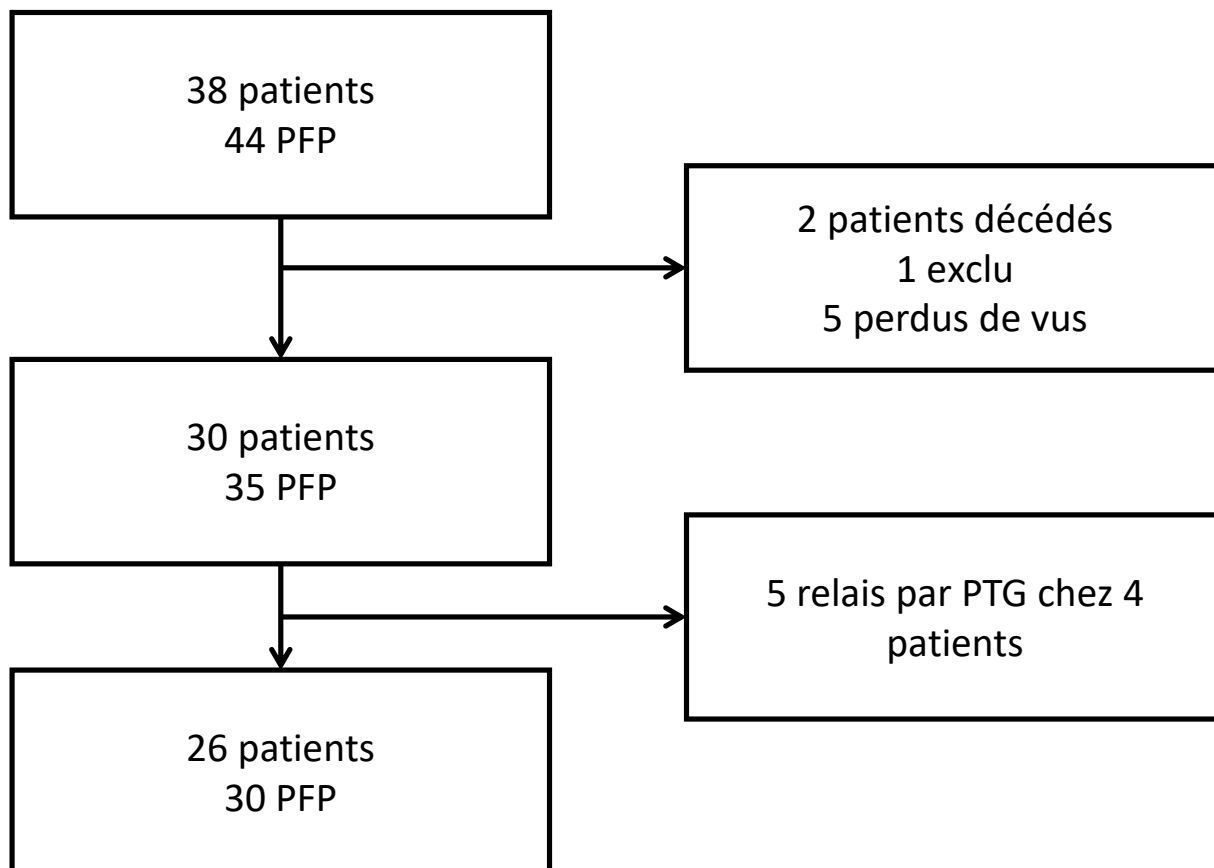 38 patients
44 PFP
2 patients décédés
1 exclu
5 perdus de vus
30 patients
35 PFP
5 relais par PTG chez 4
patients
26 patients
30 PFP